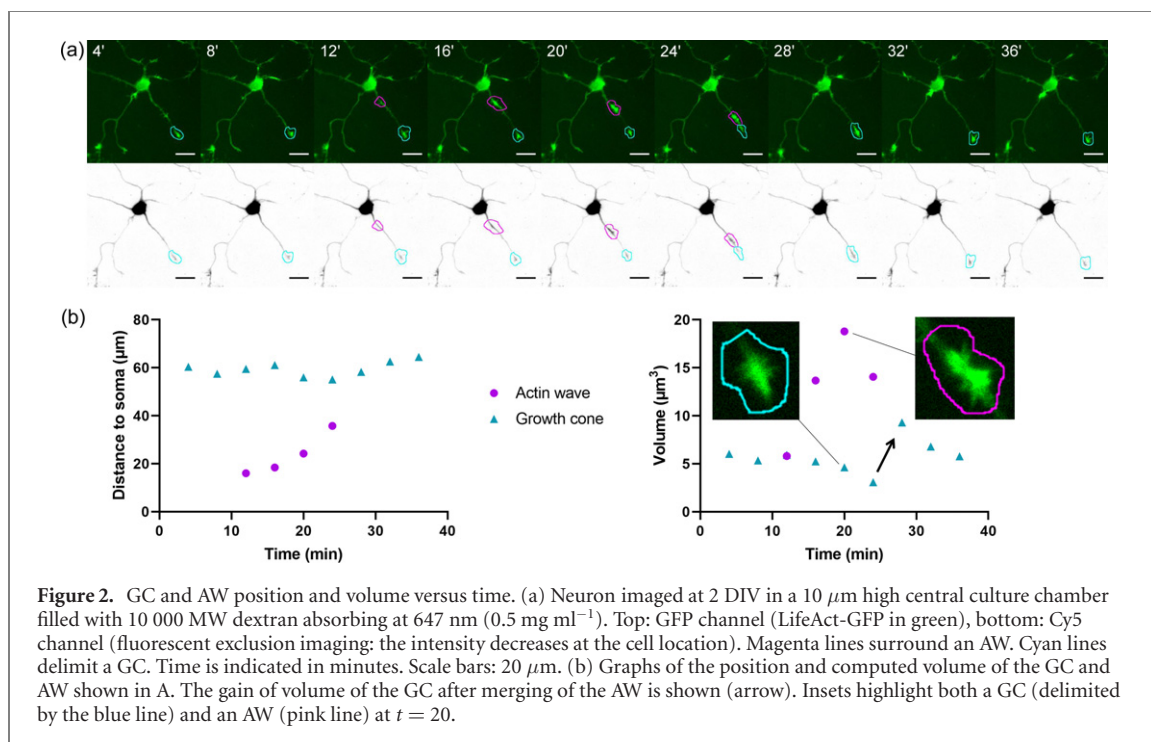 (a)
4' 8' 12' 16' 20' 24' 28' 32' 36'
(b)
80
60
40
20
0
Distance to soma (μm)
0 10 20 30 40
Time (min)
Actin wave
Growth cone
20
15
10
5
0
Volume (μm³)
0 10 20 30 40
Time (min)
Figure 2. GC and AW position and volume versus time. (a) Neuron imaged at 2 DIV in a 10 μm high central culture chamber
filled with 10 000 MW dextran absorbing at 647 nm (0.5 mg ml⁻¹). Top: GFP channel (LifeAct-GFP in green), bottom: Cy5
channel (fluorescent exclusion imaging: the intensity decreases at the cell location). Magenta lines surround an AW. Cyan lines
delimit a GC. Time is indicated in minutes. Scale bars: 20 μm. (b) Graphs of the position and computed volume of the GC and
AW shown in A. The gain of volume of the GC after merging of the AW is shown (arrow). Insets highlight both a GC (delimited
by the blue line) and an AW (pink line) at t = 20.